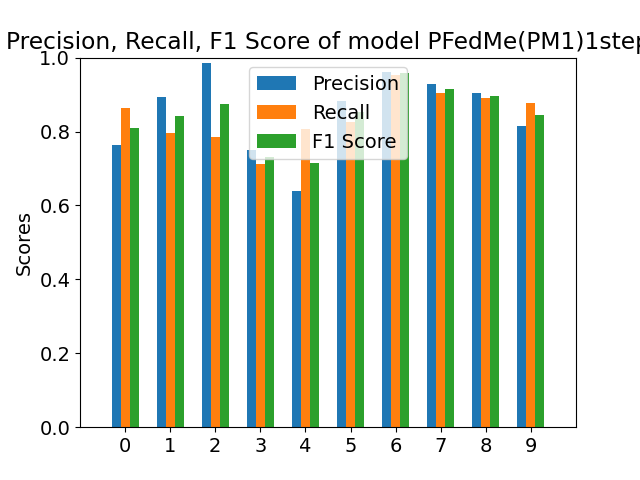 Precision, Recall, F1 Score of model PFedMe(PM1)1step
1.0
0.8
0.6
0.4
0.2
0.0
Scores
Precision
Recall
F1 Score
0 1 2 3 4 5 6 7 8 9